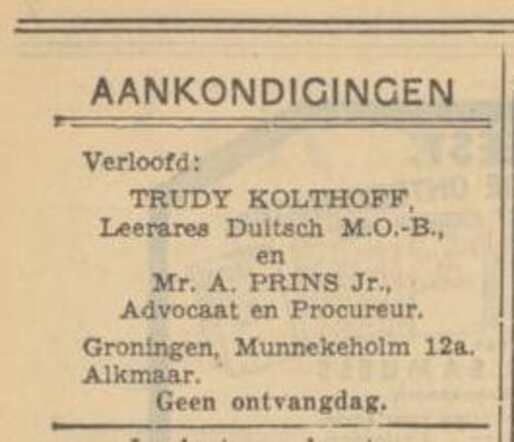 AANKONDIGINGEN
Verloofd:
TRUDY KOLTHOFF,
Leerares Duitsch M.O.-B.,
en
Mr. A. PRINS Jr.,
Advocaat en Procureur.
Groningen, Munnekeholm 12a.
Alkmaar.
Geen ontvangdag.